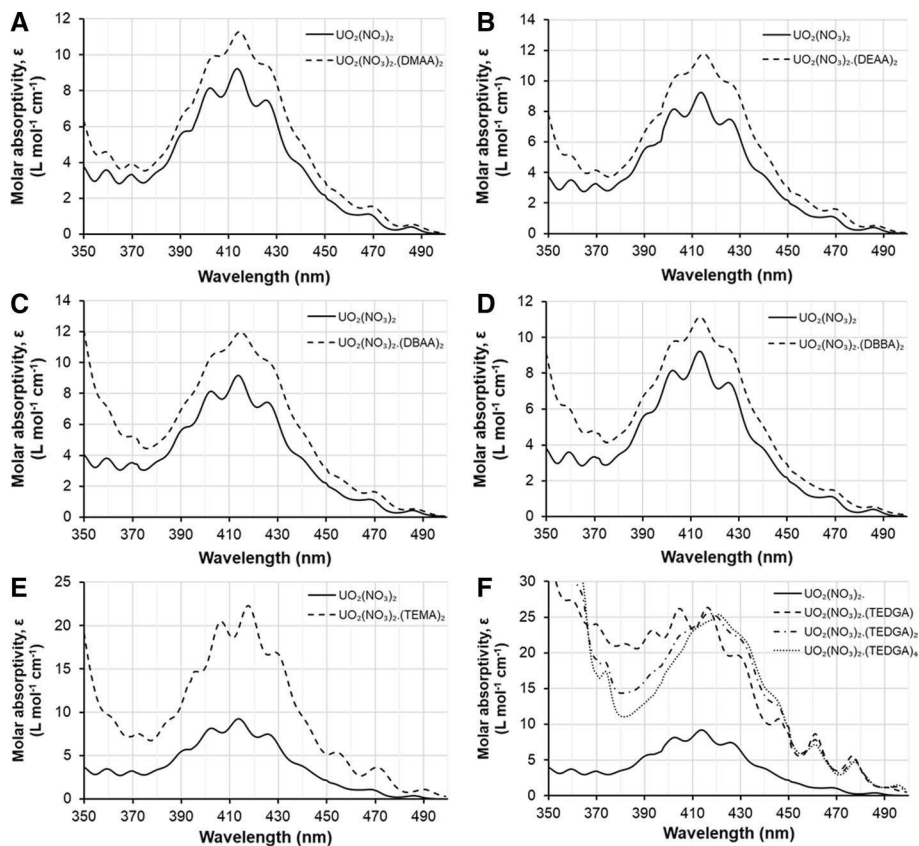 A
Molar absorptivity, ε
(L mol⁻¹ cm⁻¹)
12
10
8
6
4
2
0
350 370 390 410 430 450 470 490
Wavelength (nm)
UO₂(NO₃)₂
UO₂(NO₃)₂.(DMAA)₂
B
Molar absorptivity, ε
(L mol⁻¹ cm⁻¹)
14
12
10
8
6
4
2
0
350 370 390 410 430 450 470 490
Wavelength (nm)
UO₂(NO₃)₂
UO₂(NO₃)₂.(DEAA)₂
C
Molar absorptivity, ε
(L mol⁻¹ cm⁻¹)
14
12
10
8
6
4
2
0
350 370 390 410 430 450 470 490
Wavelength (nm)
UO₂(NO₃)₂
UO₂(NO₃)₂.(DBAA)₂
D
Molar absorptivity, ε
(L mol⁻¹ cm⁻¹)
12
10
8
6
4
2
0
350 370 390 410 430 450 470 490
Wavelength (nm)
UO₂(NO₃)₂
UO₂(NO₃)₂.(DBBA)₂
E
Molar absorptivity, ε
(L mol⁻¹ cm⁻¹)
25
20
15
10
5
0
350 370 390 410 430 450 470 490
Wavelength (nm)
UO₂(NO₃)₂
UO₂(NO₃)₂.(TEMA)₂
F
Molar absorptivity, ε
(L mol⁻¹ cm⁻¹)
30
25
20
15
10
5
0
350 370 390 410 430 450 470 490
Wavelength (nm)
UO₂(NO₃)₂.
UO₂(NO₃)₂.(TEDGA)
UO₂(NO₃)₂.(TEDGA)₂
UO₂(NO₃)₂.(TEDGA)